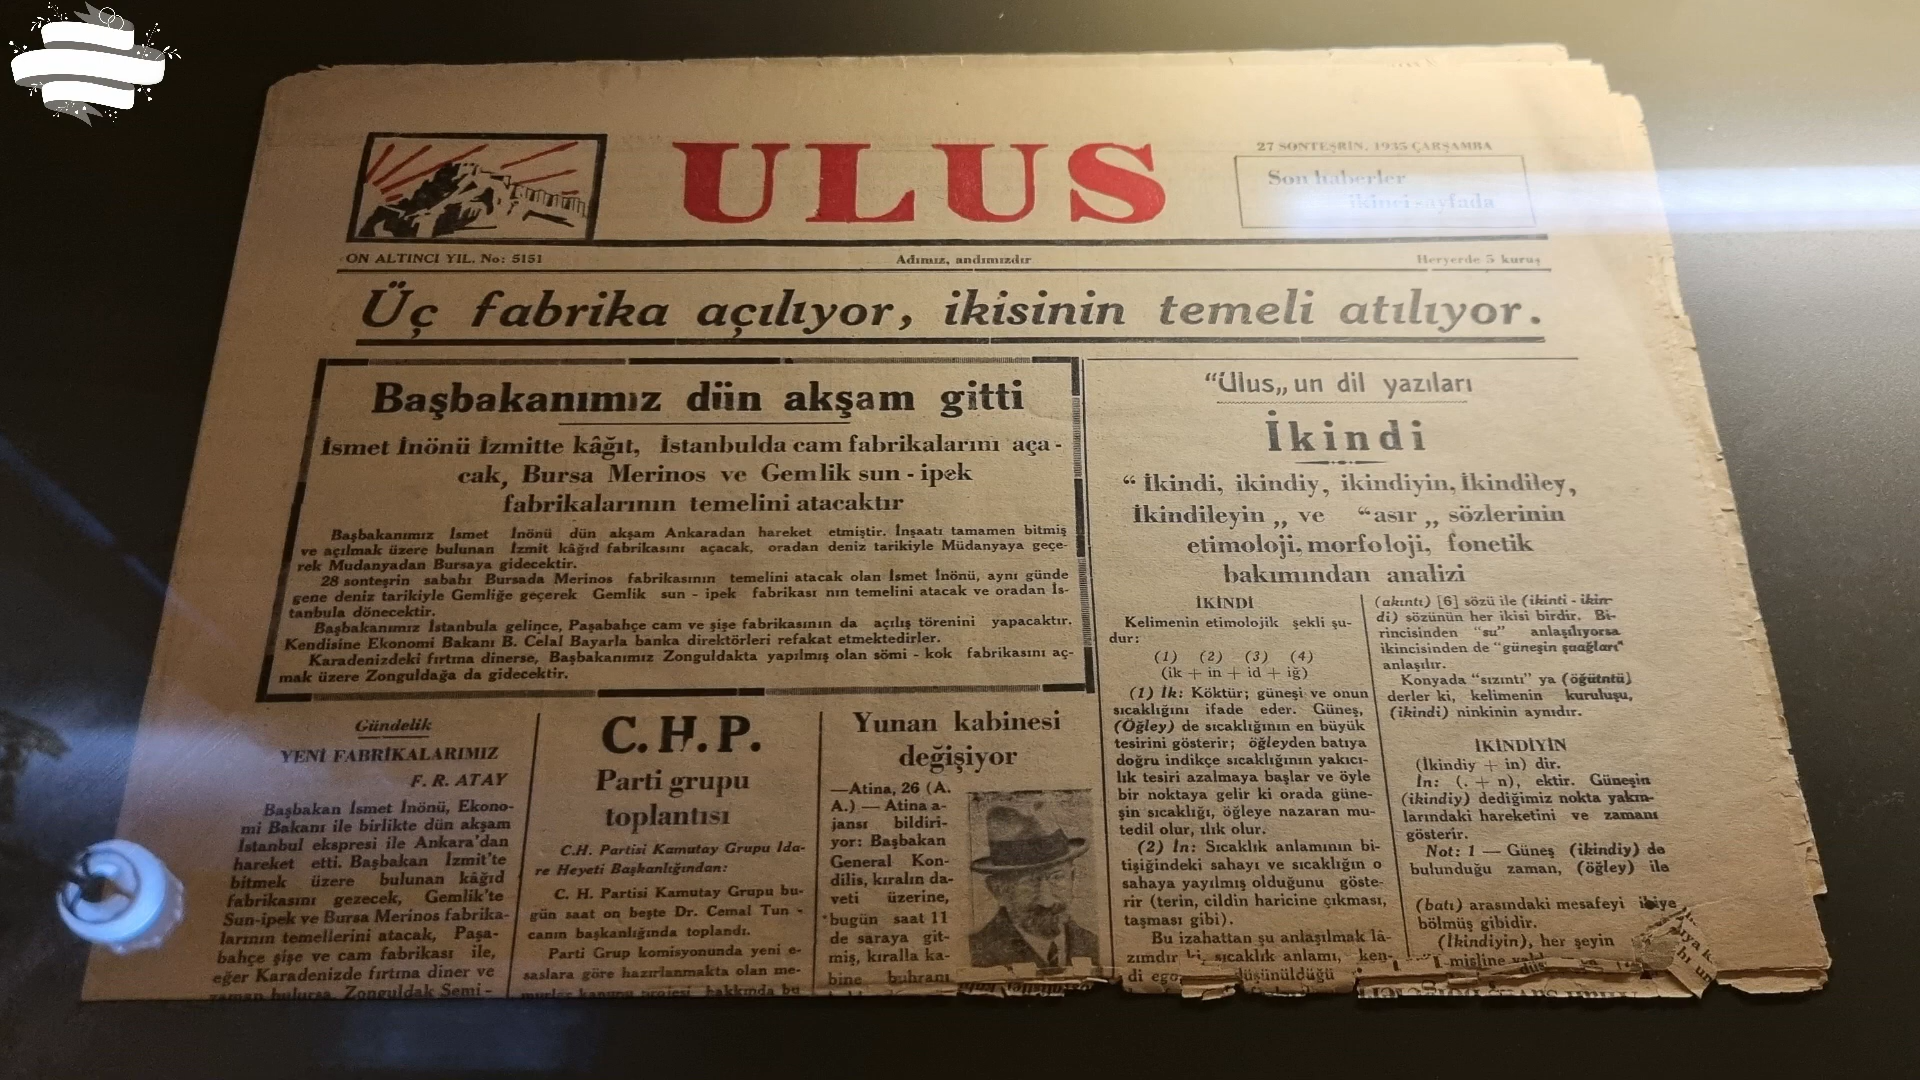 ULUS
27 SONTEŞRİN. 1935 ÇARŞAMBA
Son haberler
ikinci sayfada
ON ALTINCI YIL. No: 5151
Adımız, andımızdır
Heryerde 5 kuruş
Üç fabrika açılıyor, ikisinin temeli atılıyor.
Başbakanımız dün akşam gitti
İsmet İnönü İzmitte kâğıt, İstanbulda cam fabrikalarını aça-
cak, Bursa Merinos ve Gemlik sun - ipek
fabrikalarının temelini atacaktır
Başbakanımız İsmet İnönü dün akşam Ankaradan hareket etmiştir. İnşaatı tamamen bitmiş
ve açılmak üzere bulunan İzmit kâğıd fabrikasını açacak, oradan deniz tarikiyle Müdanyaya geçe-
rek Mudanyadan Bursaya gidecektir.
28 sonteşrin sabahı Bursada Merinos fabrikasının temelini atacak olan İsmet İnönü, aynı günde
gene deniz tarikiyle Gemliğe geçerek Gemlik sun - ipek fabrikası nın temelini atacak ve oradan İs-
tanbula dönecektir.
Başbakanımız İstanbula gelince, Paşabahçe cam ve şişe fabrikasının da açılış törenini yapacaktır.
Kendisine Ekonomi Bakanı B. Celal Bayarla banka direktörleri refakat etmektedirler.
Karadenizdeki fırtına dinerse, Başbakanımız Zonguldakta yapılmış olan sömi - kok fabrikasını aç-
mak üzere Zonguldağa da gidecektir.
Gündelik
YENİ FABRİKALARIMIZ
F. R. ATAY
Başbakan İsmet İnönü, Ekono-
mi Bakanı ile birlikte dün akşam
İstanbul ekspresi ile Ankara'dan
hareket etti. Başbakan İzmit'te
bitmek üzere bulunan kâğıd
fabrikasını gezecek, Gemlik'te
Sun-ipek ve Bursa Merinos fabrika-
larının temellerini atacak, Paşa-
bahçe şişe ve cam fabrikası ile,
eğer Karadenizde fırtına diner ve
zaman bulursa, Zonguldak Semi -
C.H.P.
Parti grupu
toplantısı
C.H. Partisi Kamutay Grupu İda-
re Heyeti Başkanlığından:
C. H. Partisi Kamutay Grupu bu-
gün saat on beşte Dr. Cemal Tun -
canın başkanlığında toplandı.
Parti Grup komisyonunda yeni e-
saslara göre hazırlanmakta olan me-
murlar kanunu projesi hakkında bu
Yunan kabinesi
değişiyor
—Atina, 26 (A.
A.) — Atina a-
jansı bildiri-
yor: Başbakan
General Kon-
dilis, kıralın da-
veti üzerine,
bugün saat 11
de saraya git-
miş, kıralla ka-
bine buhranı
“Ulus„ un dil yazıları
İkindi
“ İkindi, ikindiy, ikindiyin, İkindiley,
İkindileyin „ ve “asır „ sözlerinin
etimoloji, morfoloji, fonetik
bakımından analizi
İKİNDİ
Kelimenin etimolojik şekli şu-
dur:
(1) (2) (3) (4)
(ik + in + id + iğ)
(1) İk: Köktür; güneşi ve onun
sıcaklığını ifade eder. Güneş,
(Öğley) de sıcaklığının en büyük
tesirini gösterir; öğleyden batıya
doğru indikçe sıcaklığının yakıcı-
lık tesiri azalmaya başlar ve öyle
bir noktaya gelir ki orada güne-
şin sıcaklığı, öğleye nazaran mu-
tedil olur, ılık olur.
(2) İn: Sıcaklık anlamının bi-
tişiğindeki sahayı ve sıcaklığın o
sahaya yayılmış olduğunu göste-
rir (terin, cildin haricine çıkması,
taşması gibi).
Bu izahattan şu anlaşılmak lâ-
zımdır ki, sıcaklık anlamı, ken-
di ego düşünüldüğü
(akıntı) [6] sözü ile (ikinti - ikin-
di) sözünün her ikisi birdir. Bi-
rincisinden “su” anlaşılıyorsa
ikincisinden de “güneşin şuağları”
anlaşılır.
Konyada “sızıntı” ya (öğüntü)
derler ki, kelimenin kuruluşu,
(ikindi) ninkinin aynıdır.
İKİNDİYİN
(İkindiy + in) dir.
İn: (. + n), ektir. Güneşin
(ikindiy) dediğimiz nokta yakın-
larındaki hareketini ve zamanı
gösterir.
Not: 1 — Güneş (ikindiy) de
bulunduğu zaman, (öğley) ile
(batı) arasındaki mesafeyi ikiye
bölmüş gibidir.
(İkindiyin), her şeyin
misline